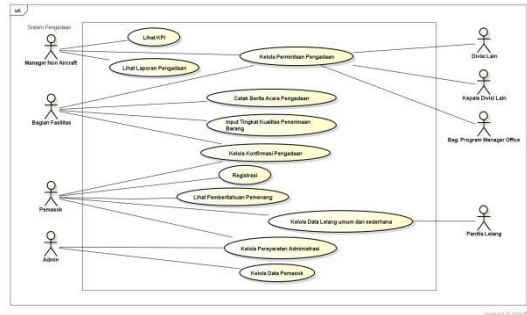 uc
Sistem Pengadaan
Manager Non Aircraft
Lihat KPI
Lihat Laporan Pengadaan
Kelola Permintaan Pengadaan
Divisi Lain
Kepala Divisi Lain
Bag. Program Manager Office
Bagian Fasilitas
Cetak Berita Acara Pengadaan
Input Tingkat Kualitas Penerimaan
Barang
Kelola Konfirmasi Pengadaan
Registrasi
Pemasok
Lihat Pemberitahuan Pemenang
Kelola Data Lelang umum dan sederhana
Panitia Lelang
Admin
Kelola Persyaratan Administrasi
Kelola Data Pemasok
powered by Astah